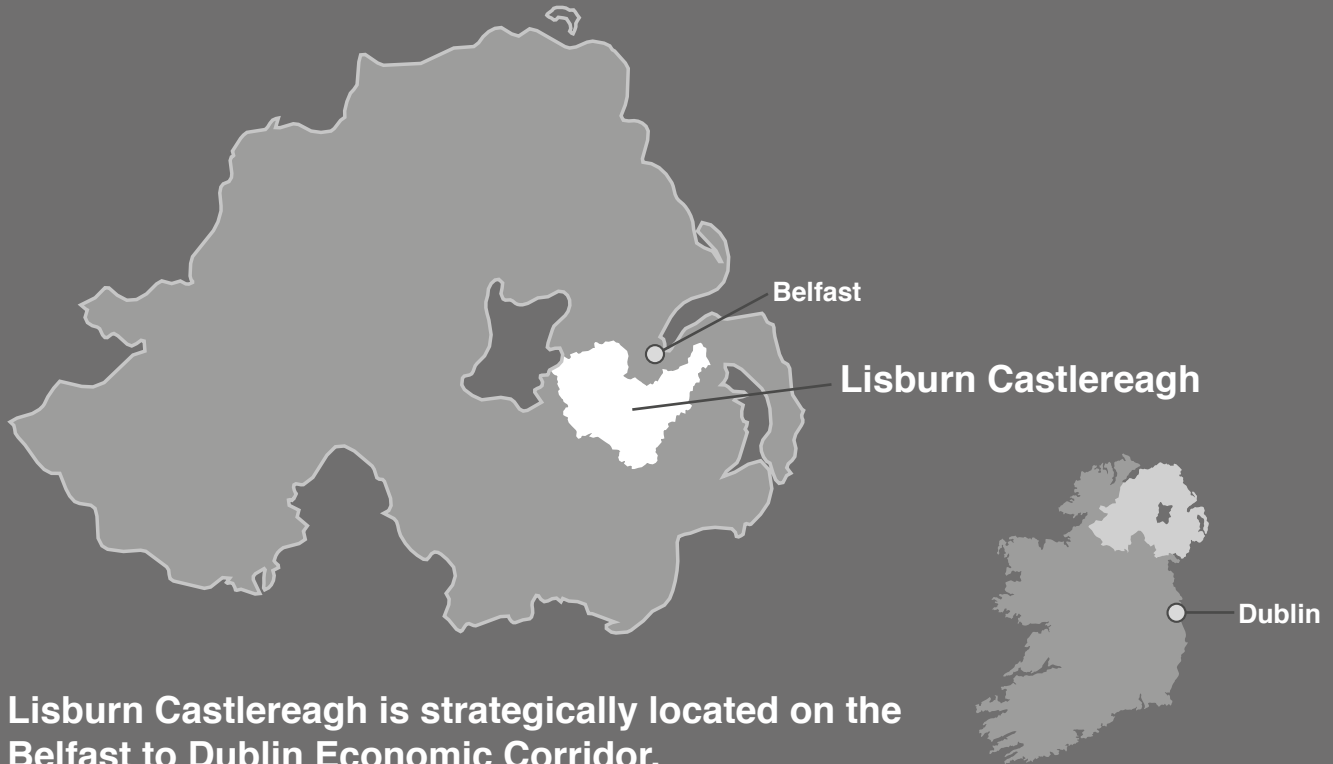 Belfast
Lisburn Castlereagh
Dublin
Lisburn Castlereagh is strategically located on the
Belfast to Dublin Economic Corridor.